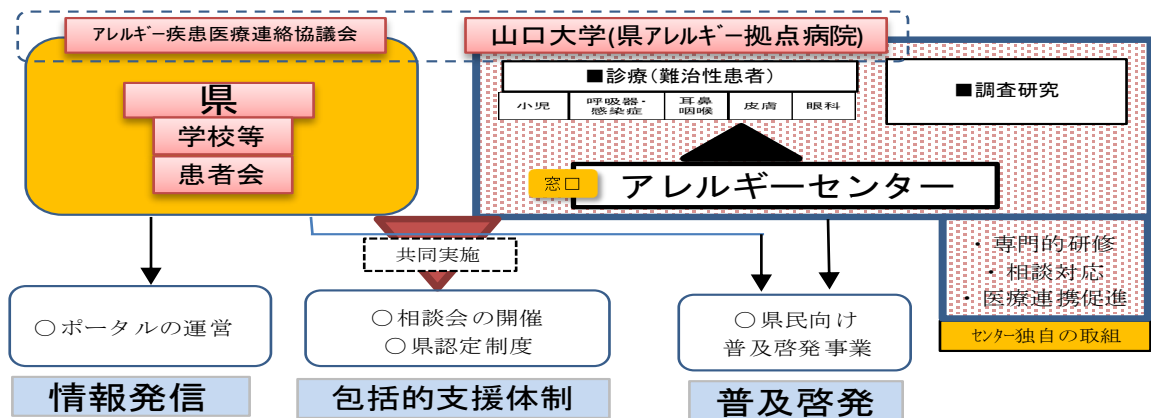 アレルギー疾患医療連絡協議会
山口大学(県アレルギー拠点病院)
県
学校等
患者会
■診療(難治性患者)
小児
呼吸器・
感染症
耳鼻
咽喉
皮膚
眼科
■調査研究
窓口
アレルギーセンター
・専門的研修
・相談対応
・医療連携促進
センター独自の取組
共同実施
○ポータルの運営
○相談会の開催
○県認定制度
○県民向け
普及啓発事業
情報発信
包括的支援体制
普及啓発